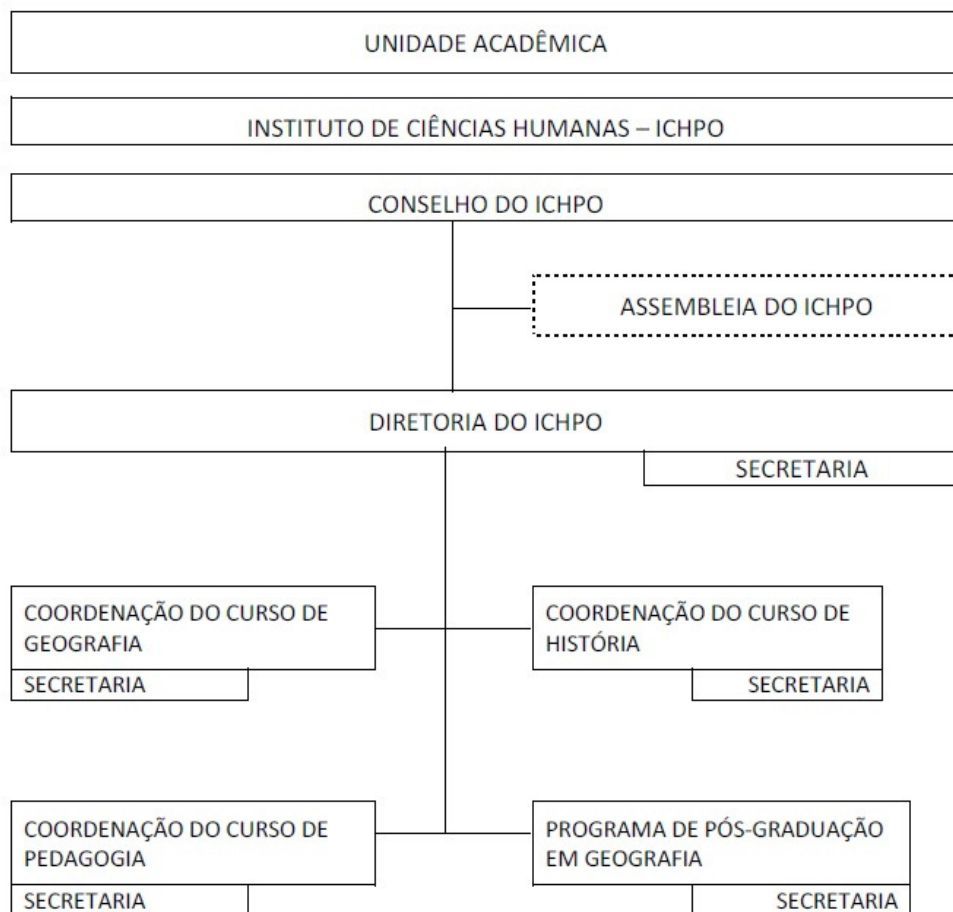 UNIDADE ACADÊMICA
INSTITUTO DE CIÊNCIAS HUMANAS – ICHPO
CONSELHO DO ICHPO
ASSEMBLEIA DO ICHPO
DIRETORIA DO ICHPO
SECRETARIA
COORDENAÇÃO DO CURSO DE
GEOGRAFIA
SECRETARIA
COORDENAÇÃO DO CURSO DE
HISTÓRIA
SECRETARIA
COORDENAÇÃO DO CURSO DE
PEDAGOGIA
SECRETARIA
PROGRAMA DE PÓS-GRADUAÇÃO
EM GEOGRAFIA
SECRETARIA